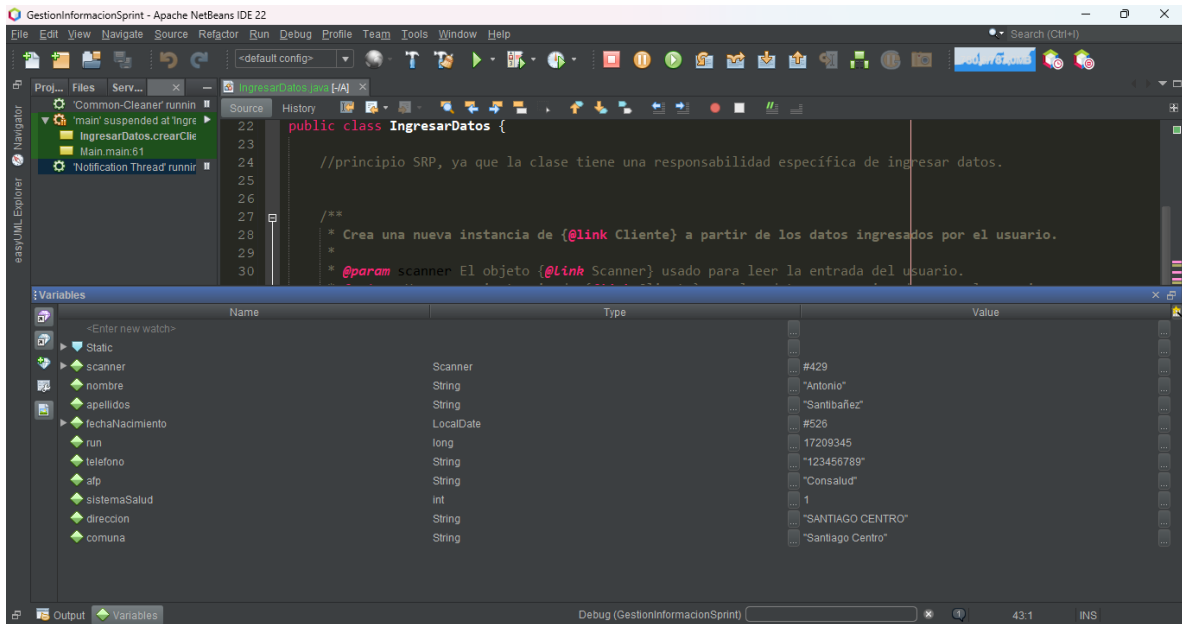 GestionInformacionSprint - Apache NetBeans IDE 22
File Edit View Navigate Source Refactor Run Debug Profile Team Tools Window Help
Search (Ctrl+I)
<default config>
Proj... Files Serv...
IngresarDatos.java [-/A]
Source History
Navigator
easyUML Explorer
'Common-Cleaner' runnin
'main' suspended at 'Ingre
IngresarDatos.crearClie
Main.main:61
'Notification Thread' runnin
22 public class IngresarDatos {
23
24 //principio SRP, ya que la clase tiene una responsabilidad específica de ingresar datos.
25
26
27 /**
28 * Crea una nueva instancia de {@link Cliente} a partir de los datos ingresados por el usuario.
29 *
30 * @param scanner El objeto {@link Scanner} usado para leer la entrada del usuario.
Variables
Name Type Value
<Enter new watch>
Static
scanner Scanner #429
nombre String "Antonio"
apellidos String "Santibañez"
fechaNacimiento LocalDate #526
run long 17209345
telefono String "123456789"
afp String "Consalud"
sistemaSalud int 1
direccion String "SANTIAGO CENTRO"
comuna String "Santiago Centro"
Output Variables
Debug (GestionInformacionSprint)
1
43:1 INS